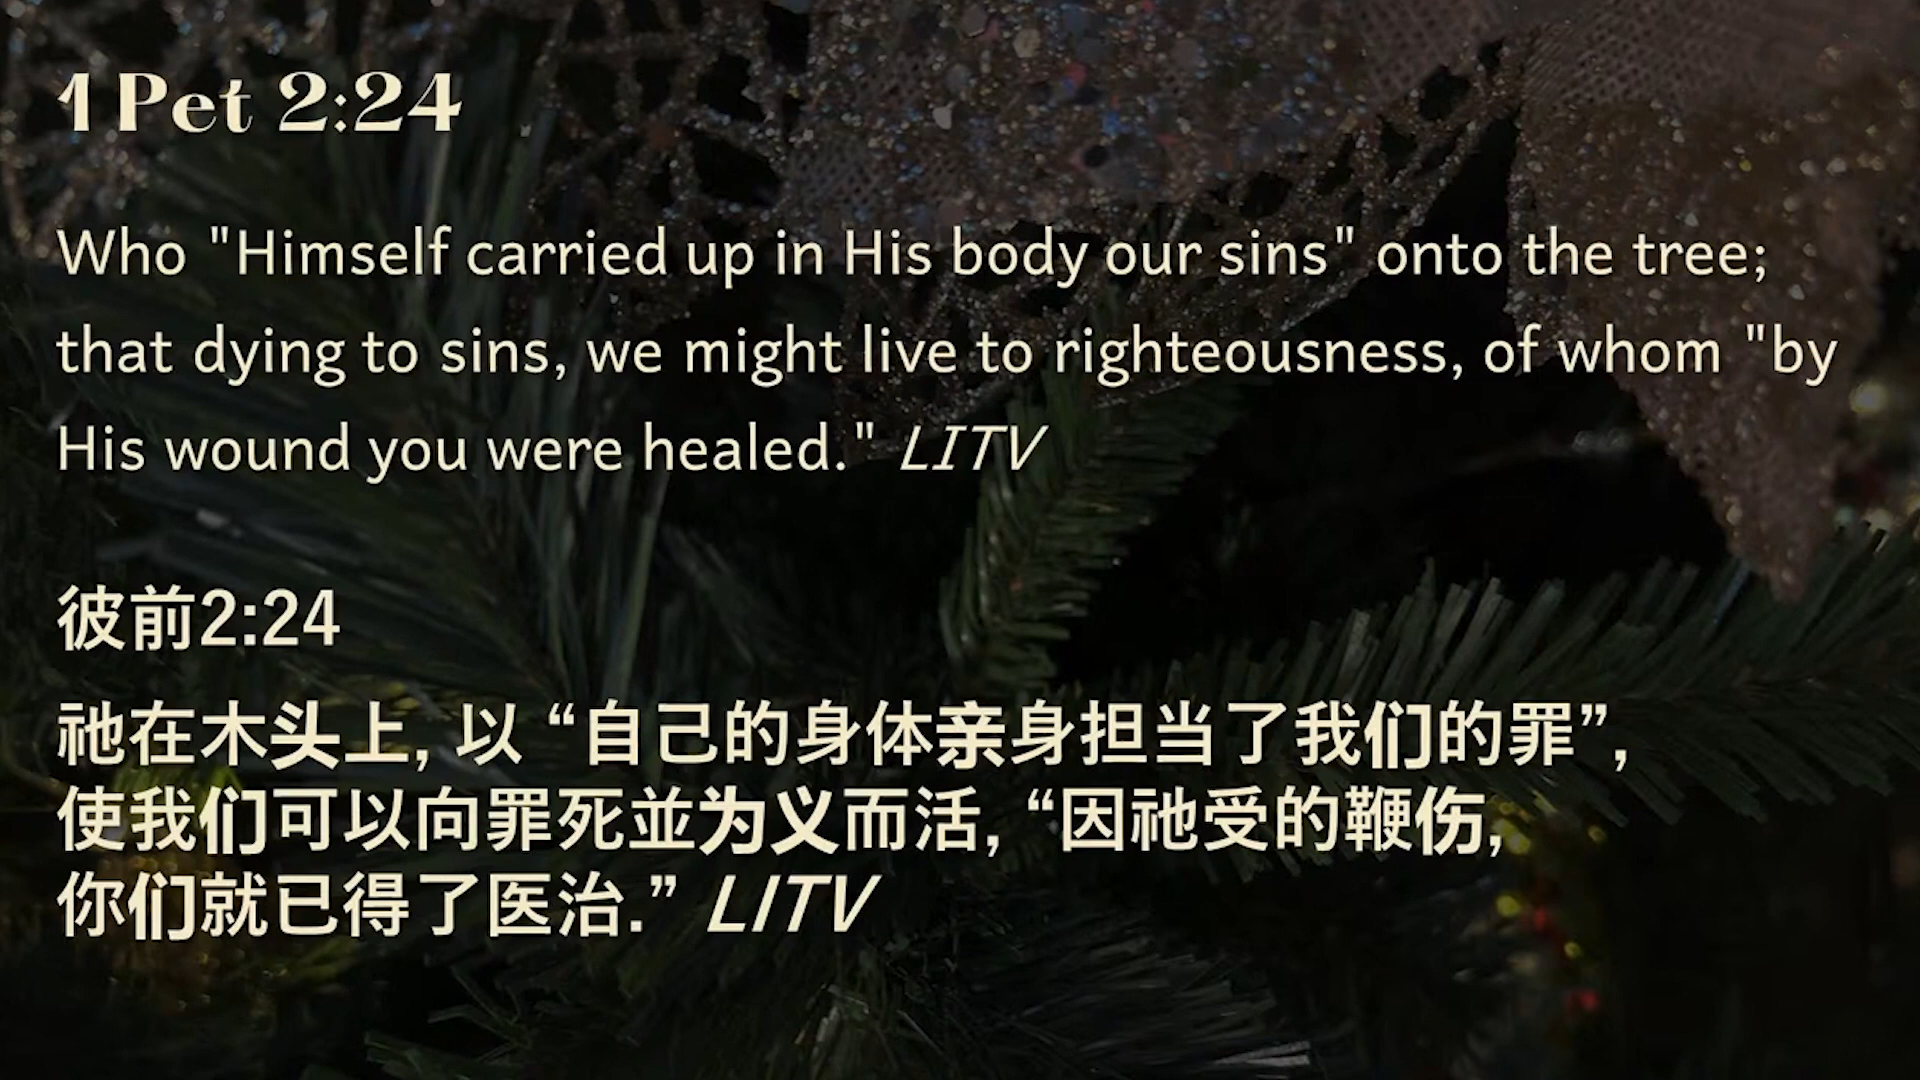 1 Pet 2:24
Who "Himself carried up in His body our sins" onto the tree;
that dying to sins, we might live to righteousness, of whom "by
His wound you were healed." LITV
彼前2:24
祂在木头上, 以 “自己的身体亲身担当了我们的罪”,
使我们可以向罪死並为义而活, “因祂受的鞭伤,
你们就已得了医治.” LITV